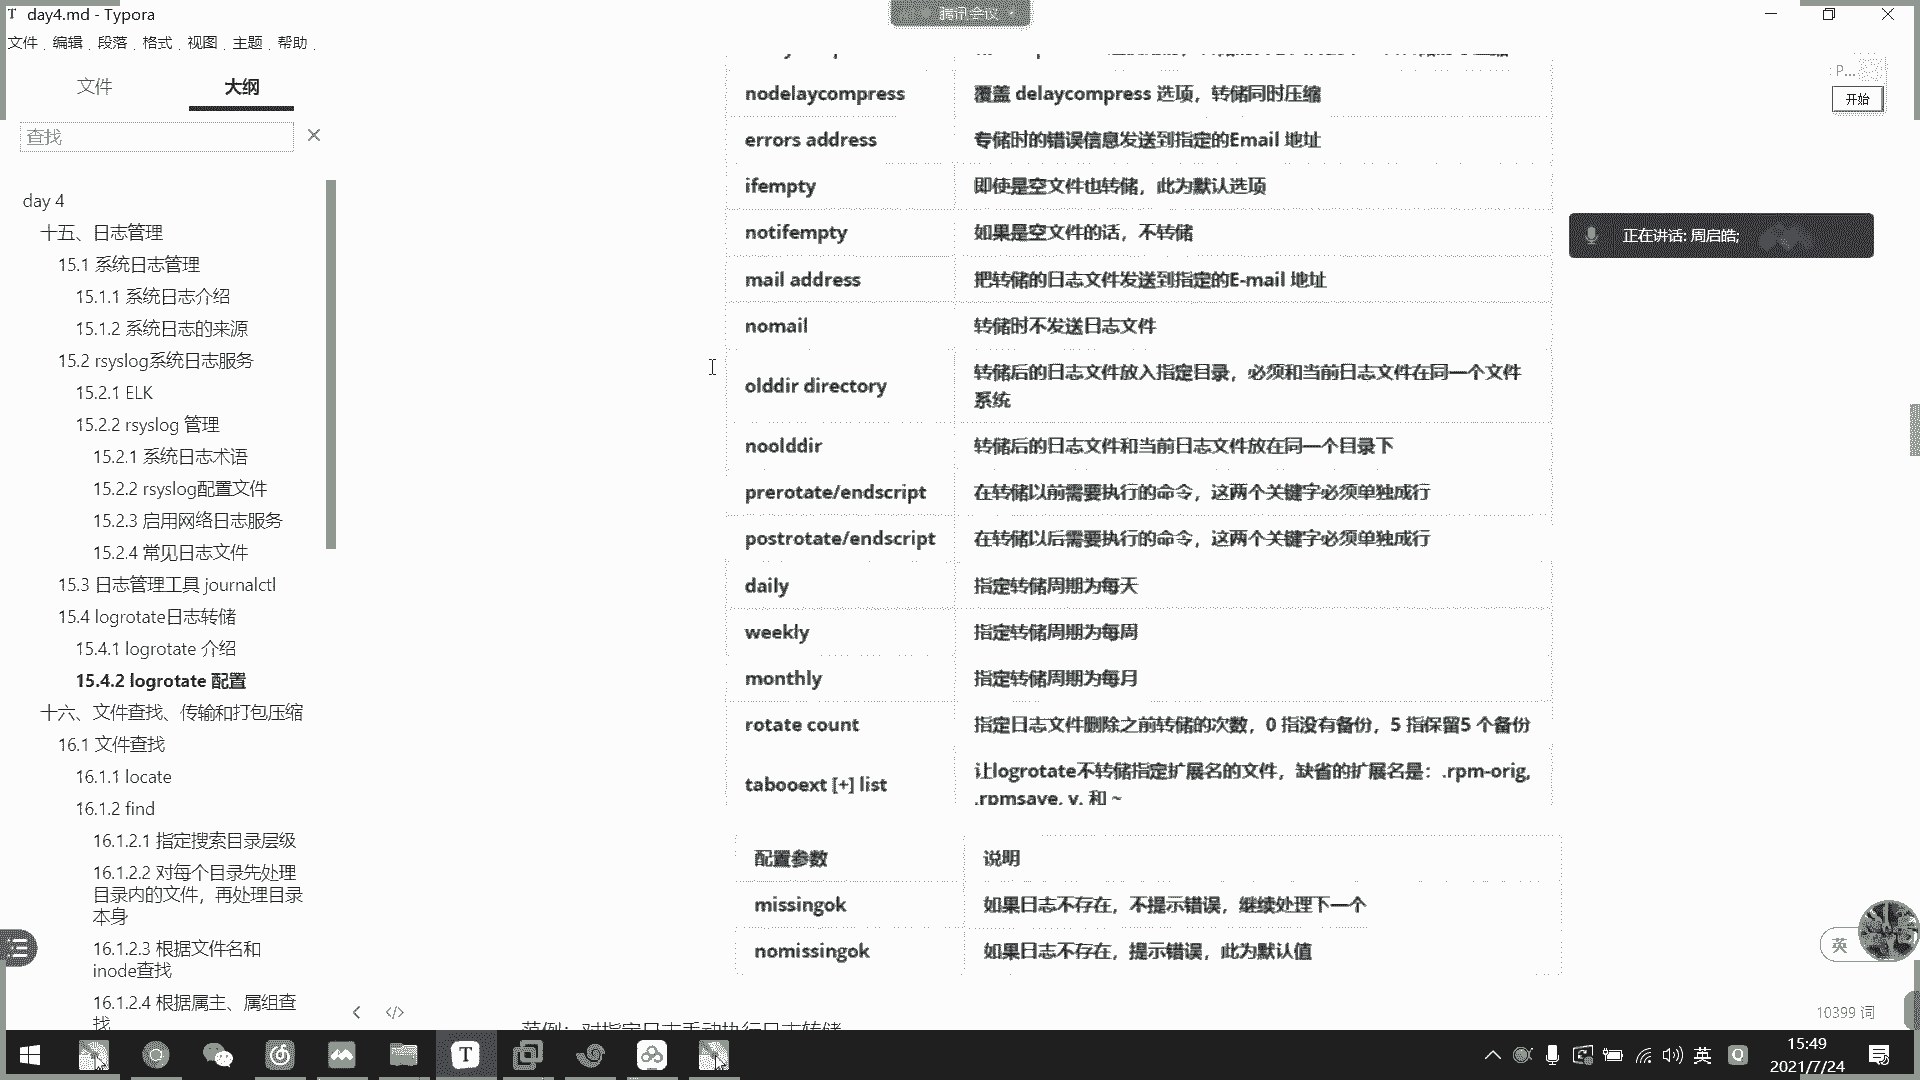 day4.md - Typora
腾讯会议
文件 编辑 段落 格式 视图 主题 帮助
文件 大纲
查找
day 4
十五、日志管理
15.1 系统日志管理
15.1.1 系统日志介绍
15.1.2 系统日志的来源
15.2 rsyslog系统日志服务
15.2.1 ELK
15.2.2 rsyslog 管理
15.2.1 系统日志术语
15.2.2 rsyslog配置文件
15.2.3 启用网络日志服务
15.2.4 常见日志文件
15.3 日志管理工具 journalctl
15.4 logrotate日志转储
15.4.1 logrotate 介绍
15.4.2 logrotate 配置
十六、文件查找、传输和打包压缩
16.1 文件查找
16.1.1 locate
16.1.2 find
16.1.2.1 指定搜索目录层级
16.1.2.2 对每个目录先处理
目录内的文件，再处理目录
本身
16.1.2.3 根据文件名和
inode查找
16.1.2.4 根据属主、属组查
找
nodelaycompress 覆盖 delaycompress 选项，转储同时压缩
errors address 专储时的错误信息发送到指定的Email 地址
ifempty 即使是空文件也转储，此为默认选项
notifempty 如果是空文件的话，不转储
mail address 把转储的日志文件发送到指定的E-mail 地址
nomail 转储时不发送日志文件
olddir directory 转储后的日志文件放入指定目录，必须和当前日志文件在同一个文件
系统
noolddir 转储后的日志文件和当前日志文件放在同一个目录下
prerotate/endscript 在转储以前需要执行的命令，这两个关键字必须单独成行
postrotate/endscript 在转储以后需要执行的命令，这两个关键字必须单独成行
daily 指定转储周期为每天
weekly 指定转储周期为每周
monthly 指定转储周期为每月
rotate count 指定日志文件删除之前转储的次数，0 指没有备份，5 指保留5 个备份
tabooext [+] list 让logrotate不转储指定扩展名的文件，缺省的扩展名是：.rpm-orig,
.rpmsave, v, 和 ~
配置参数 说明
missingok 如果日志不存在，不提示错误，继续处理下一个
nomissingok 如果日志不存在，提示错误，此为默认值
范例：对指定日志手动执行日志转储
P...
开始
正在讲话: 周启皓;
英
10399 词
英
15:49
2021/7/24